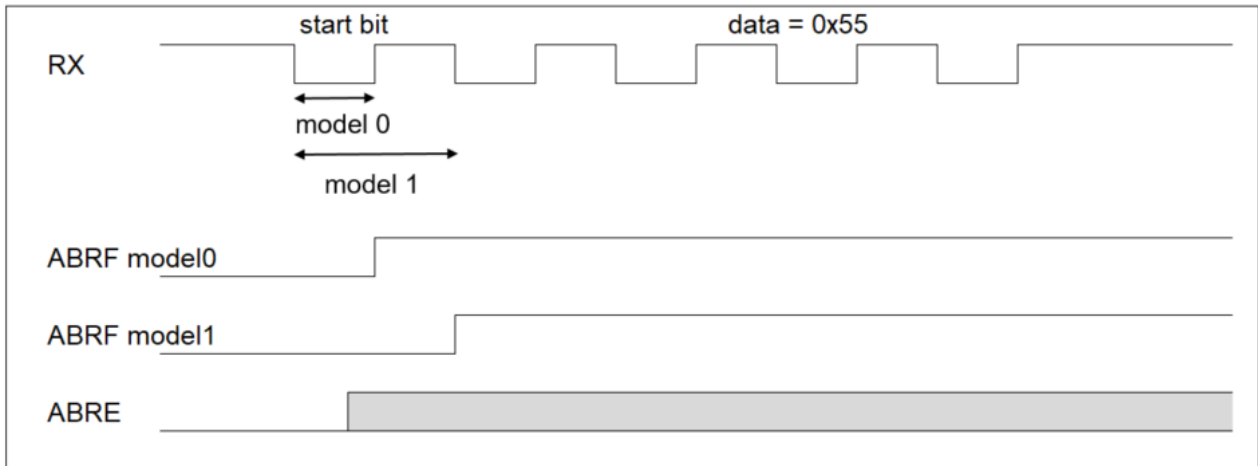 start bit
data = 0x55
RX
model 0
model 1
ABRF model0
ABRF model1
ABRE